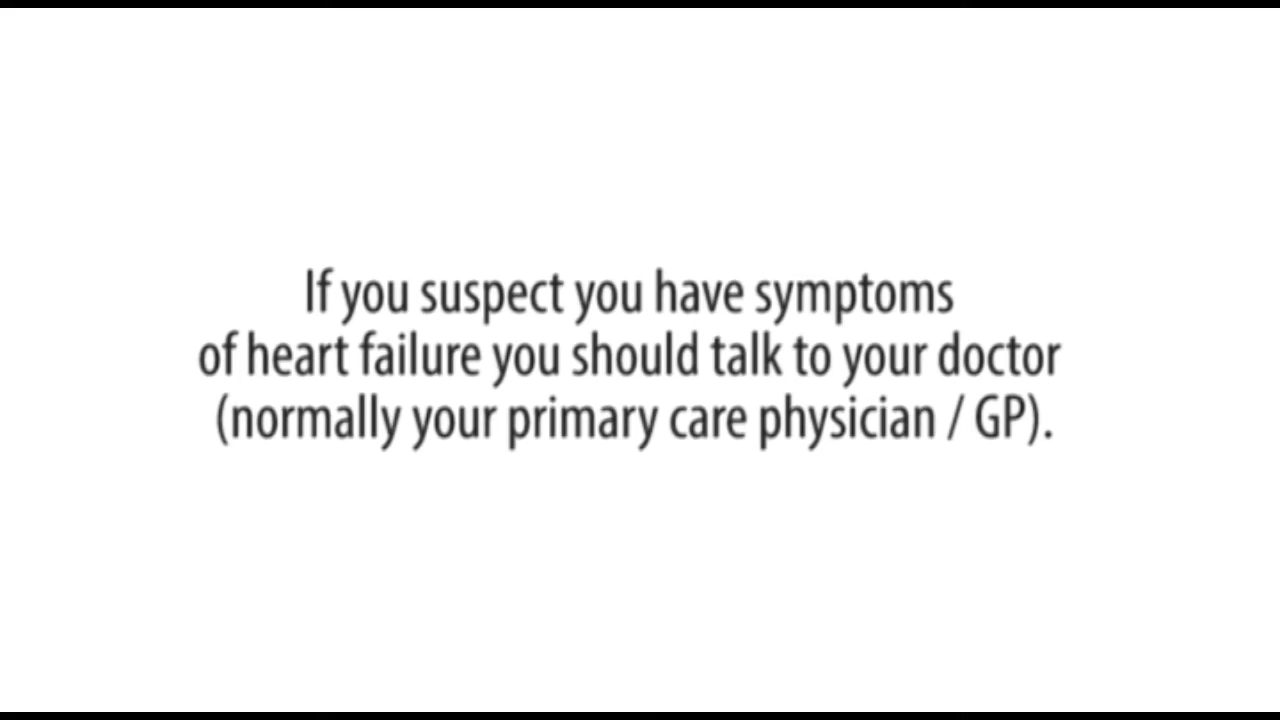 If you suspect you have symptoms
of heart failure you should talk to your doctor
(normally your primary care physician / GP).